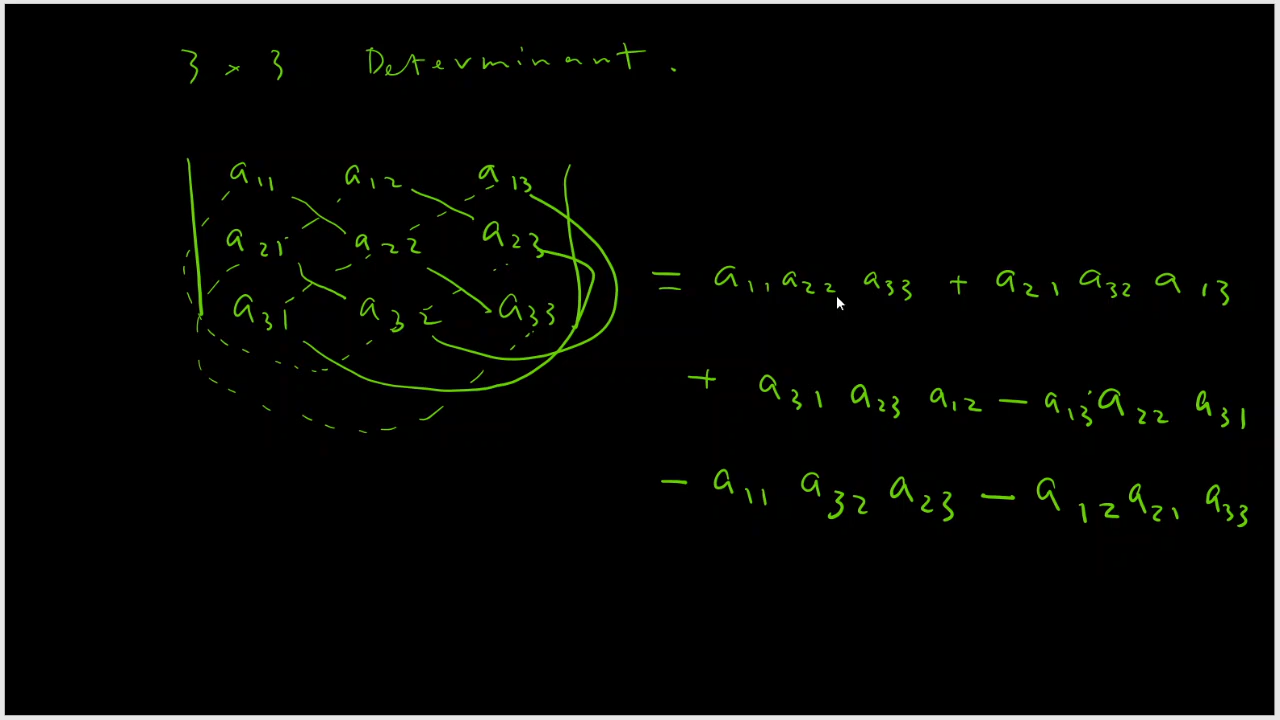 3 × 3 Determinant.
a11 a12 a13
a21 a22 a23
a31 a32 a33
= a11 a22 a33 + a21 a32 a13
+ a31 a23 a12 − a13 a22 a31
− a11 a32 a23 − a12 a21 a33